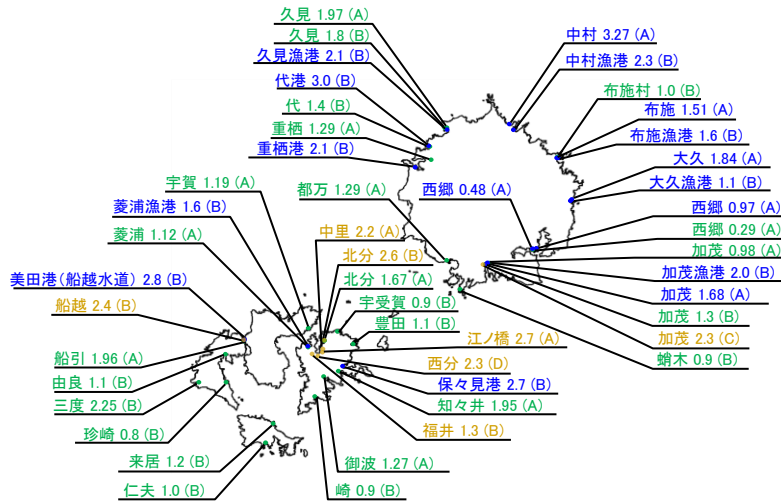 久見 1.97 (A)
久見 1.8 (B)
久見漁港 2.1 (B)
代港 3.0 (B)
代 1.4 (B)
重栖 1.29 (A)
重栖港 2.1 (B)
中村 3.27 (A)
中村漁港 2.3 (B)
布施村 1.0 (B)
布施 1.51 (A)
布施漁港 1.6 (B)
大久 1.84 (A)
大久漁港 1.1 (B)
西郷 0.48 (A)
西郷 0.97 (A)
西郷 0.29 (A)
加茂 0.98 (A)
加茂漁港 2.0 (B)
加茂 1.68 (A)
加茂 1.3 (B)
加茂 2.3 (C)
蛸木 0.9 (B)
都万 1.29 (A)
宇賀 1.19 (A)
菱浦漁港 1.6 (B)
菱浦 1.12 (A)
美田港(船越水道) 2.8 (B)
船越 2.4 (B)
船引 1.96 (A)
由良 1.1 (B)
三度 2.25 (B)
珍崎 0.8 (B)
来居 1.2 (B)
仁夫 1.0 (B)
中里 2.2 (A)
北分 2.6 (B)
北分 1.67 (A)
宇受賀 0.9 (B)
豊田 1.1 (B)
江ノ橋 2.7 (A)
西分 2.3 (D)
保々見港 2.7 (B)
知々井 1.95 (A)
福井 1.3 (B)
御波 1.27 (A)
崎 0.9 (B)